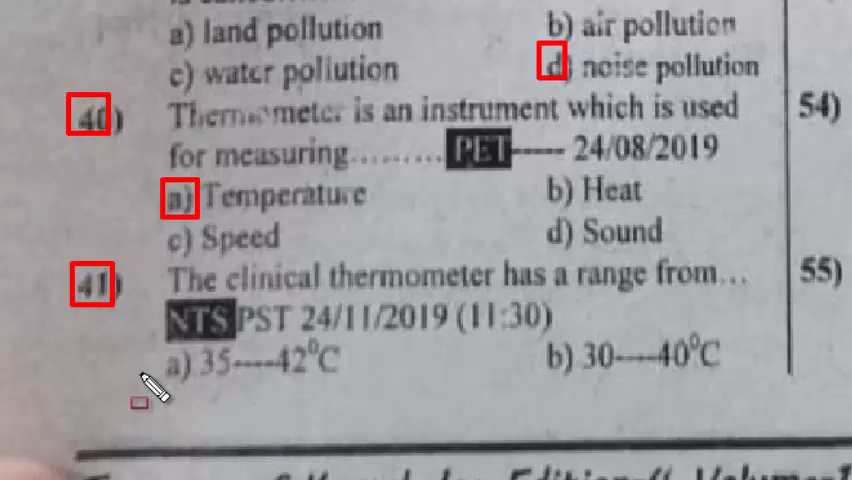 a) land pollution b) air pollution
c) water pollution d) noise pollution
40) Thermometer is an instrument which is used
for measuring......... PET----- 24/08/2019
a) Temperature b) Heat
c) Speed d) Sound
41) The clinical thermometer has a range from...
NTS PST 24/11/2019 (11:30)
a) 35----42⁰C b) 30----40⁰C
54)
55)